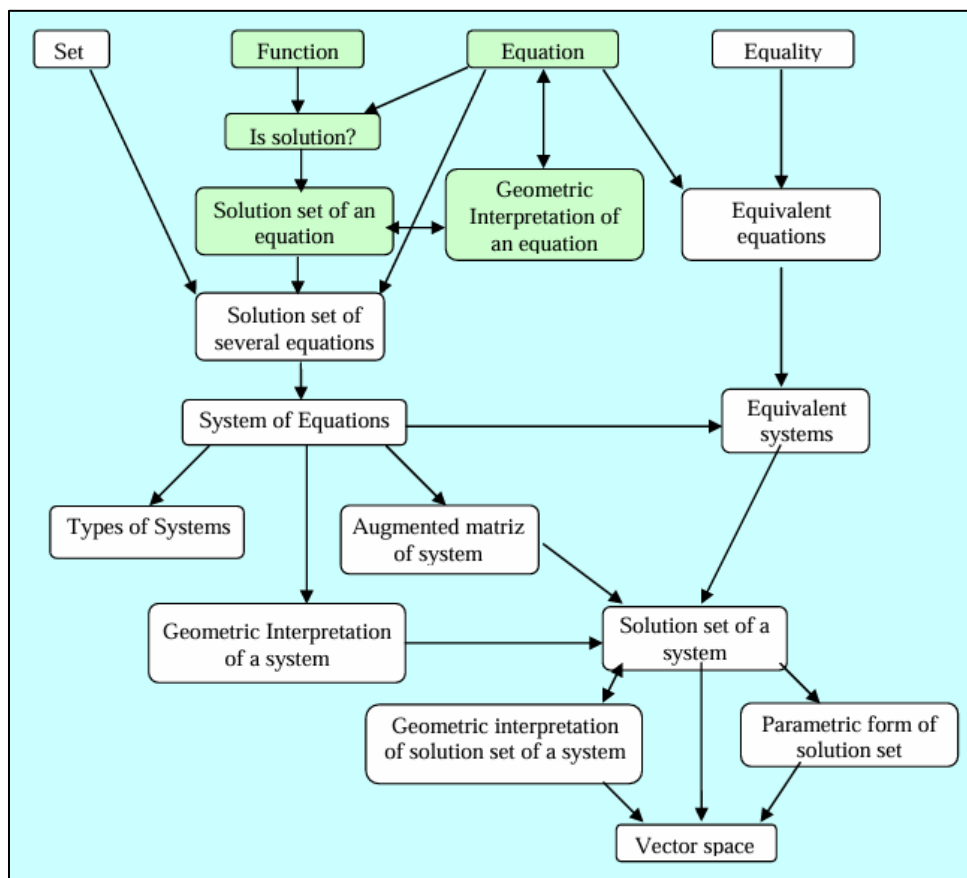 Set
Function
Equation
Equality
Is solution?
Solution set of an
equation
Geometric
Interpretation of
an equation
Equivalent
equations
Solution set of
several equations
System of Equations
Equivalent
systems
Types of Systems
Augmented matriz
of system
Geometric Interpretation
of a system
Solution set of a
system
Geometric interpretation
of solution set of a system
Parametric form of
solution set
Vector space